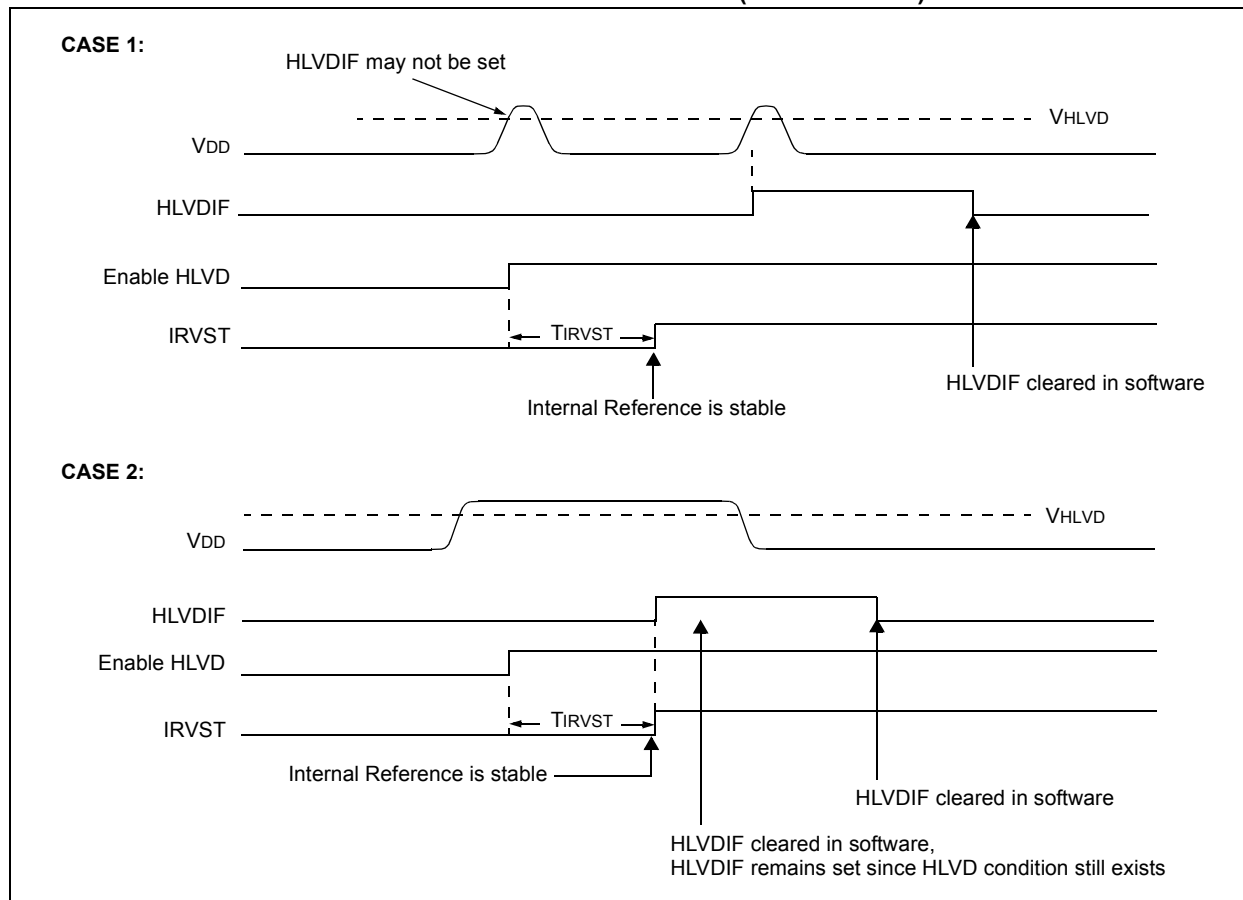 CASE 1:
HLVDIF may not be set
VHLVD
VDD
HLVDIF
Enable HLVD
TIRVST
IRVST
HLVDIF cleared in software
Internal Reference is stable
CASE 2:
VHLVD
VDD
HLVDIF
Enable HLVD
TIRVST
IRVST
Internal Reference is stable
HLVDIF cleared in software
HLVDIF cleared in software,
HLVDIF remains set since HLVD condition still exists